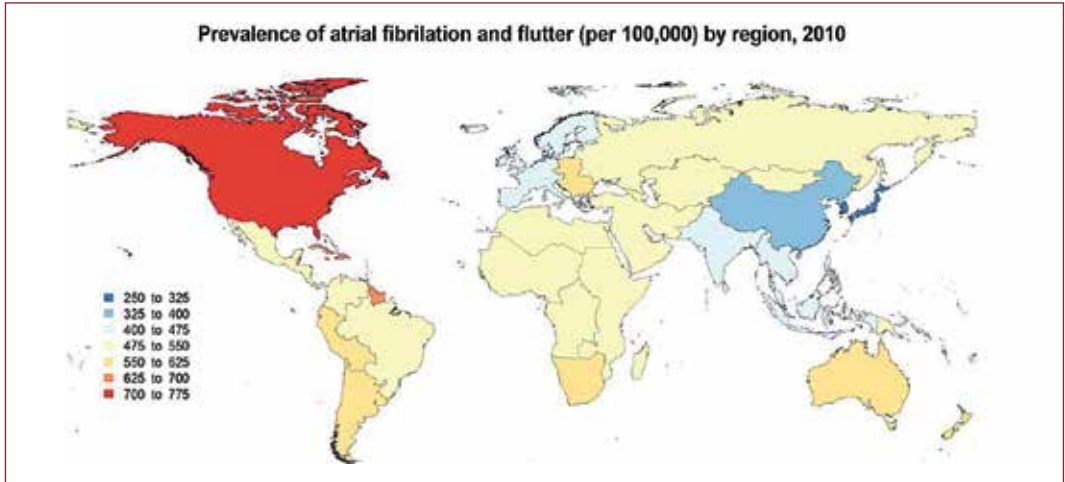 Prevalence of atrial fibrilation and flutter (per 100,000) by region, 2010
250 to 325
325 to 400
400 to 475
475 to 550
550 to 625
625 to 700
700 to 775